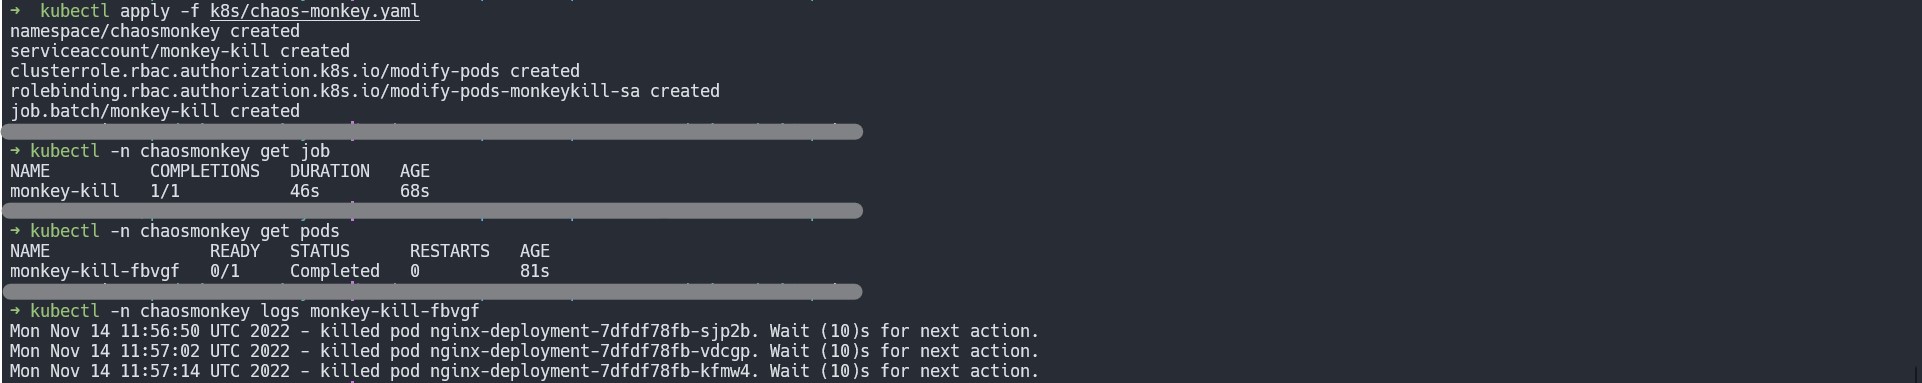 ➜  kubectl apply -f k8s/chaos-monkey.yaml
namespace/chaosmonkey created
serviceaccount/monkey-kill created
clusterrole.rbac.authorization.k8s.io/modify-pods created
rolebinding.rbac.authorization.k8s.io/modify-pods-monkeykill-sa created
job.batch/monkey-kill created
➜ kubectl -n chaosmonkey get job
NAME          COMPLETIONS   DURATION   AGE
monkey-kill   1/1           46s        68s
➜ kubectl -n chaosmonkey get pods
NAME                READY   STATUS      RESTARTS   AGE
monkey-kill-fbvgf   0/1     Completed   0          81s
➜ kubectl -n chaosmonkey logs monkey-kill-fbvgf
Mon Nov 14 11:56:50 UTC 2022 - killed pod nginx-deployment-7dfdf78fb-sjp2b. Wait (10)s for next action.
Mon Nov 14 11:57:02 UTC 2022 - killed pod nginx-deployment-7dfdf78fb-vdcgp. Wait (10)s for next action.
Mon Nov 14 11:57:14 UTC 2022 - killed pod nginx-deployment-7dfdf78fb-kfmw4. Wait (10)s for next action.